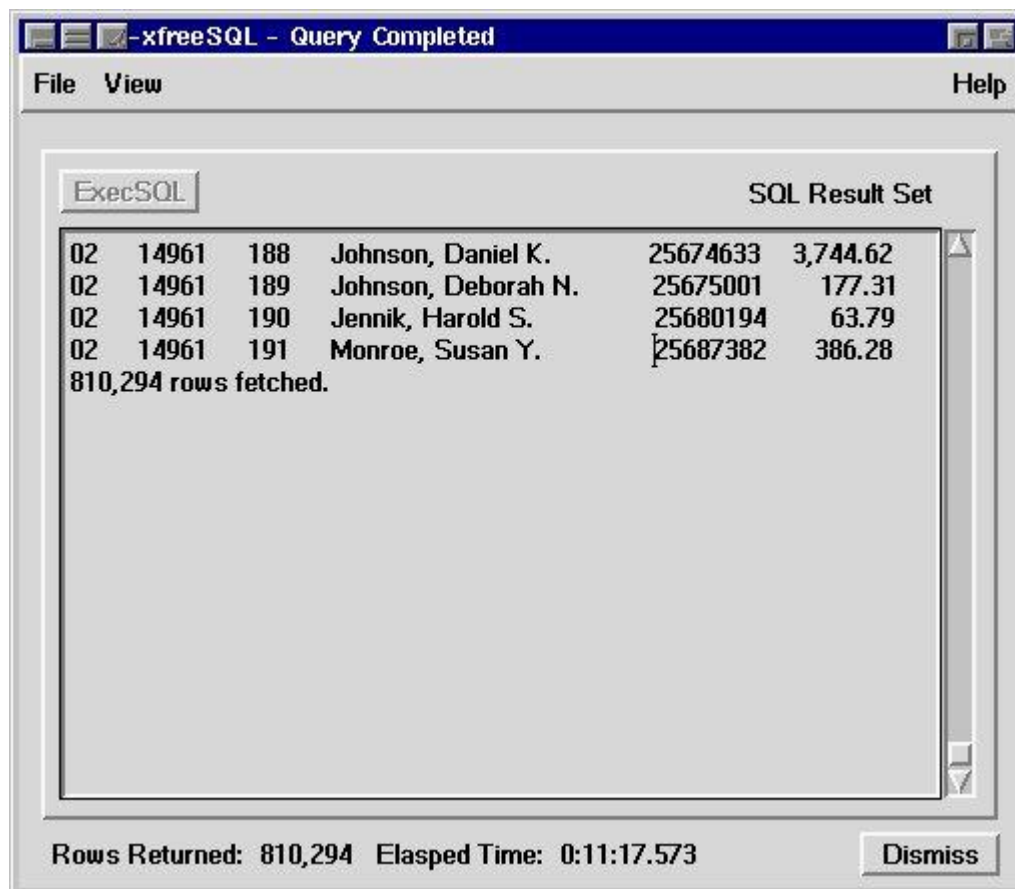 -xfreeSQL - Query Completed
File View Help
ExecSQL SQL Result Set
02 14961 188 Johnson, Daniel K. 25674633 3,744.62
02 14961 189 Johnson, Deborah N. 25675001 177.31
02 14961 190 Jennik, Harold S. 25680194 63.79
02 14961 191 Monroe, Susan Y. 25687382 386.28
810,294 rows fetched.
Rows Returned: 810,294 Elasped Time: 0:11:17.573 Dismiss